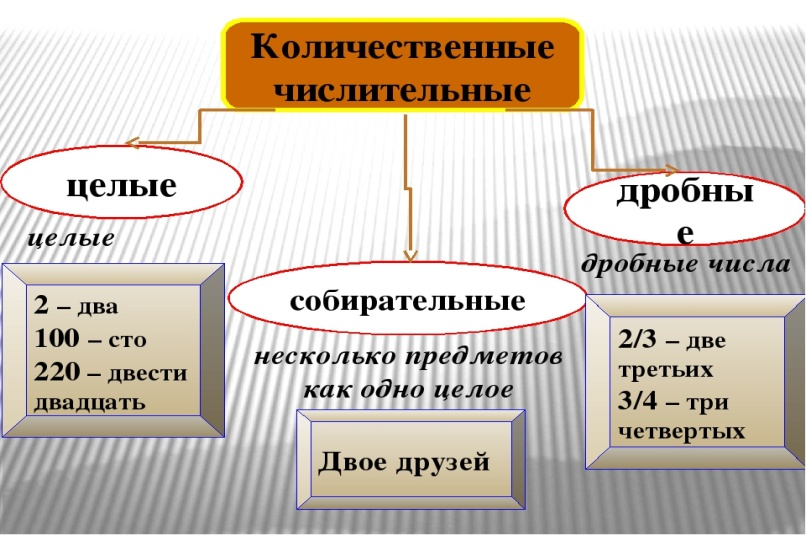 Количественные
числительные
целые
целые
2 – два
100 – сто
220 – двести
двадцать
собирательные
несколько предметов
как одно целое
Двое друзей
дробны
е
дробные числа
2/3 – две
третьих
3/4 – три
четвертых